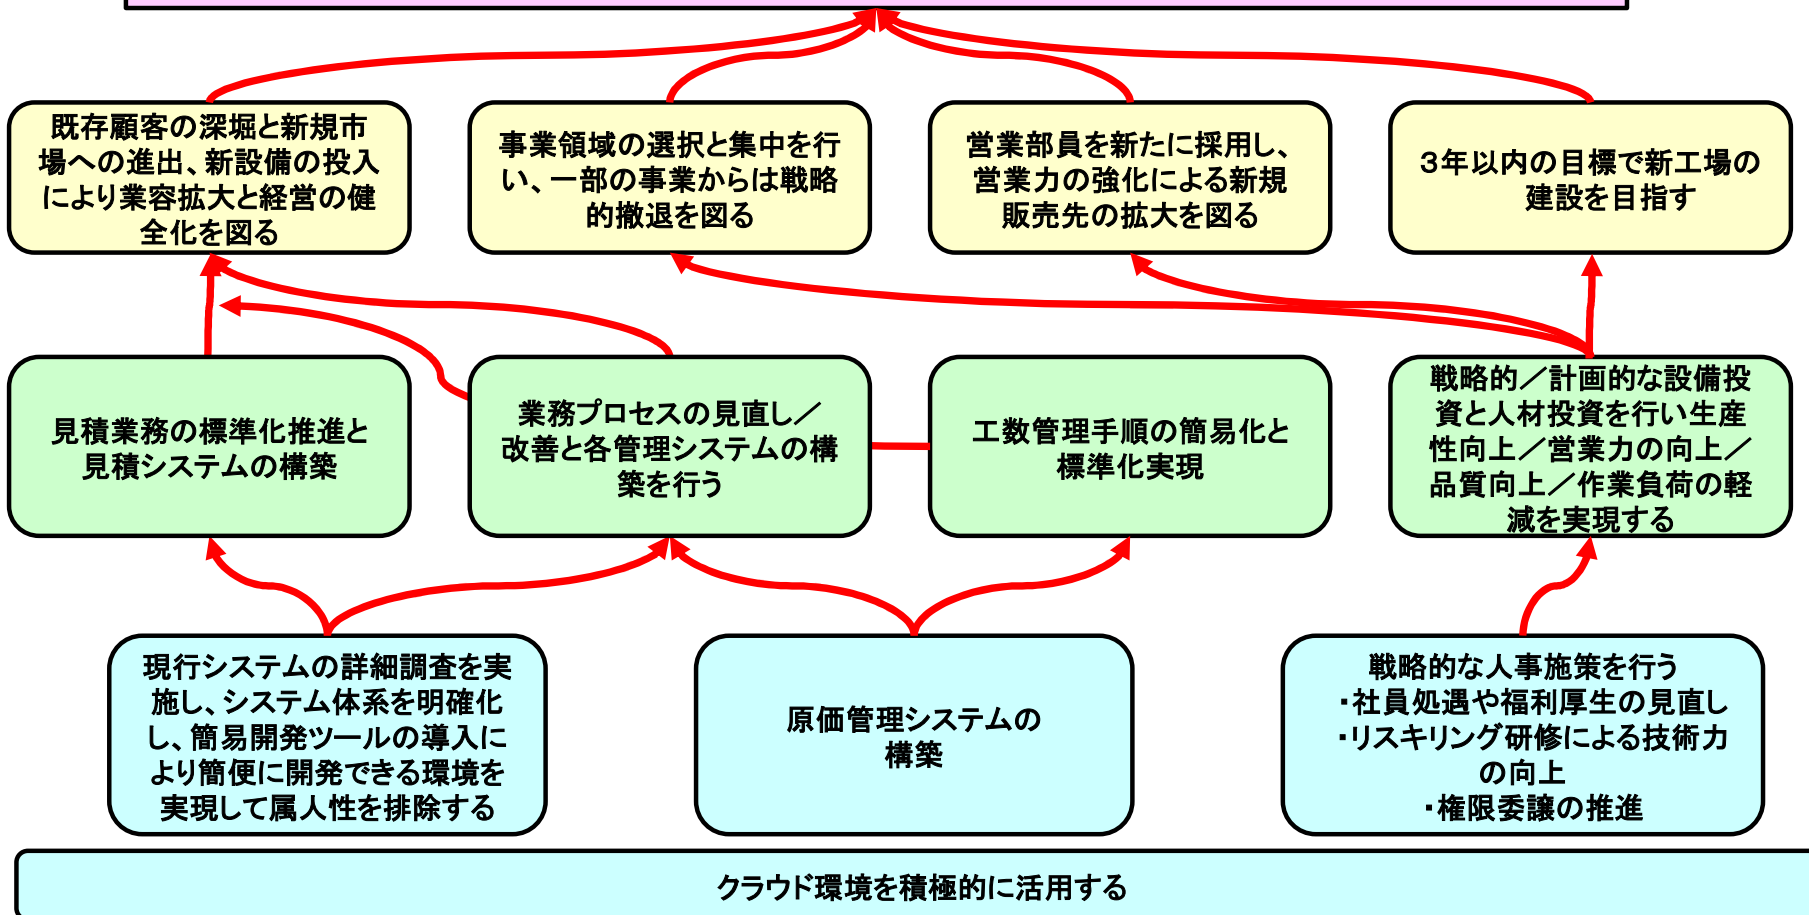 既存顧客の深堀と新規市
場への進出、新設備の投入
により業容拡大と経営の健
全化を図る
事業領域の選択と集中を行
い、一部の事業からは戦略
的撤退を図る
営業部員を新たに採用し、
営業力の強化による新規
販売先の拡大を図る
３年以内の目標で新工場の
建設を目指す
見積業務の標準化推進と
見積システムの構築
業務プロセスの見直し／
改善と各管理システムの構
築を行う
工数管理手順の簡易化と
標準化実現
戦略的／計画的な設備投
資と人材投資を行い生産
性向上／営業力の向上／
品質向上／作業負荷の軽
減を実現する
現行システムの詳細調査を実
施し、システム体系を明確化
し、簡易開発ツールの導入に
より簡便に開発できる環境を
実現して属人性を排除する
原価管理システムの
構築
戦略的な人事施策を行う
・社員処遇や福利厚生の見直し
・リスキリング研修による技術力
の向上
・権限委譲の推進
クラウド環境を積極的に活用する